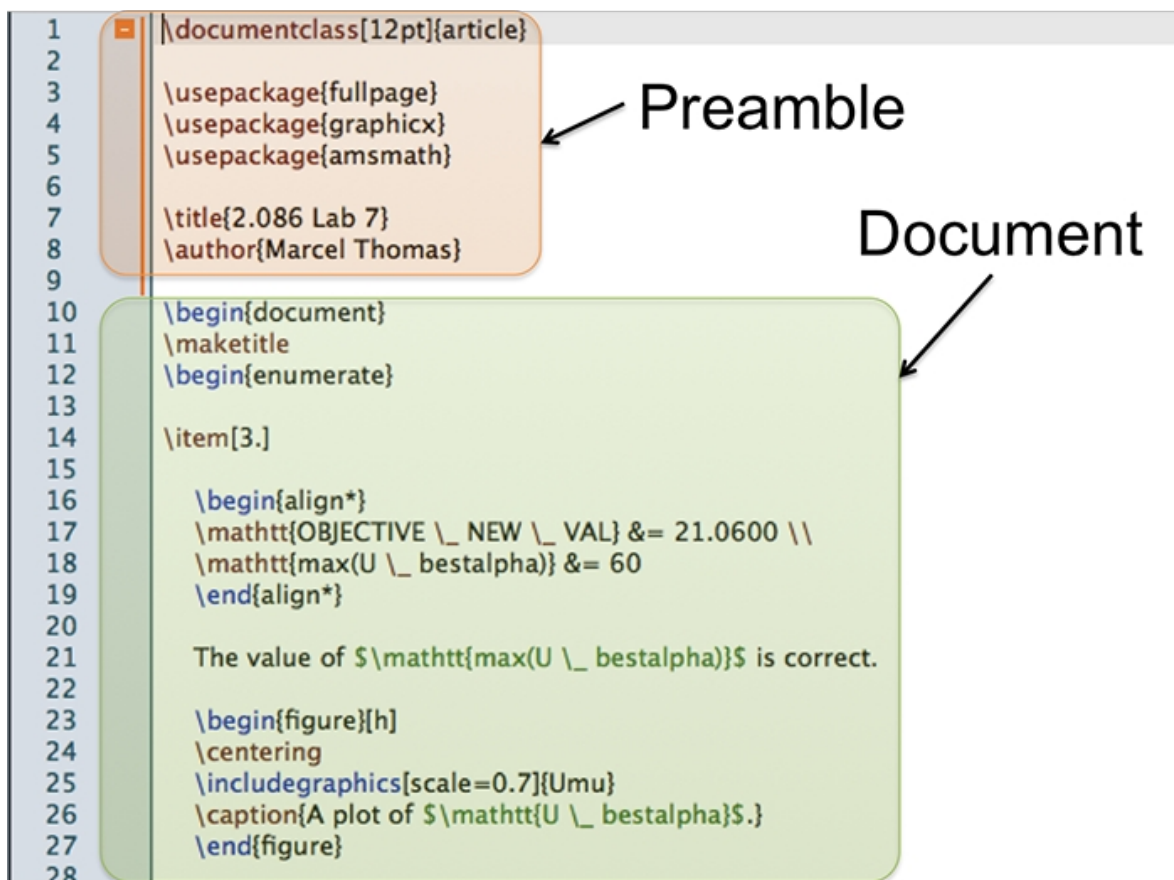 1 \documentclass[12pt]{article}
2
3 \usepackage{fullpage}
4 \usepackage{graphicx}
5 \usepackage{amsmath}
6
7 \title{2.086 Lab 7}
8 \author{Marcel Thomas}
9
Preamble
Document
10 \begin{document}
11 \maketitle
12 \begin{enumerate}
13
14 \item[3.]
15
16 \begin{align*}
17 \mathtt{OBJECTIVE \_ NEW \_ VAL} &= 21.0600 \\
18 \mathtt{max(U \_ bestalpha)} &= 60
19 \end{align*}
20
21 The value of $\mathtt{max(U \_ bestalpha)}$ is correct.
22
23 \begin{figure}[h]
24 \centering
25 \includegraphics[scale=0.7]{Umu}
26 \caption{A plot of $\mathtt{U \_ bestalpha}$.}
27 \end{figure}
28